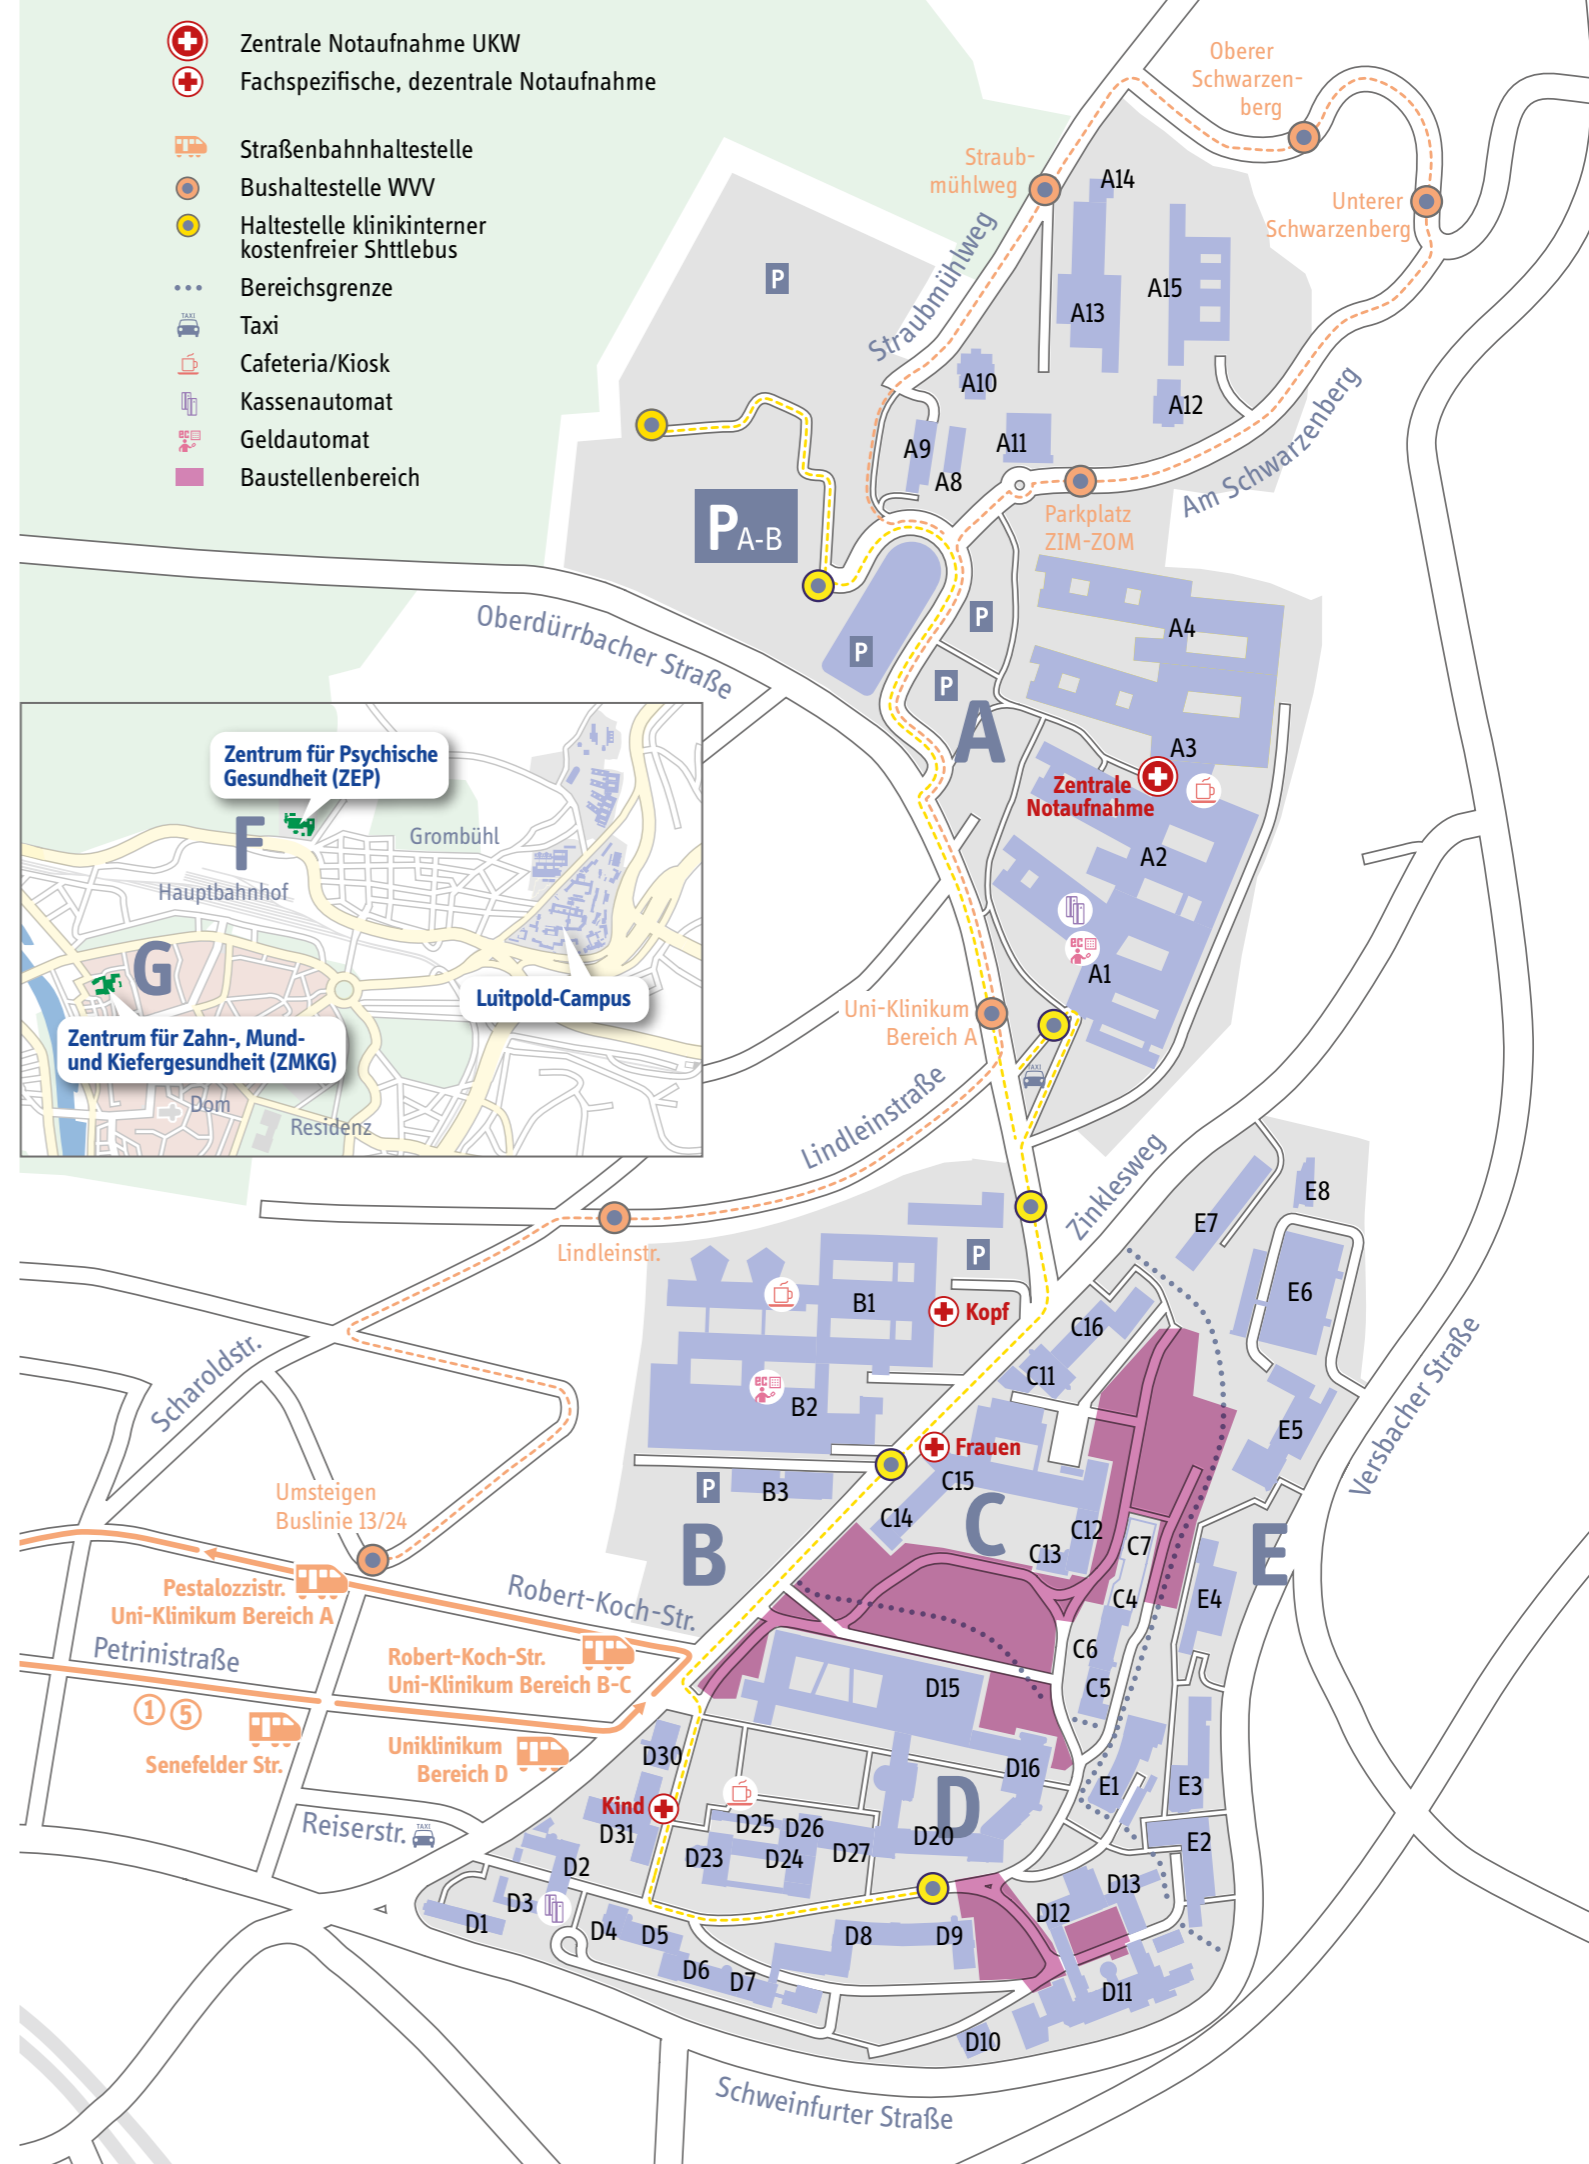 Zentrale Notaufnahme UKW
Fachspezifische, dezentrale Notaufnahme
Straßenbahnhaltestelle
Bushaltestelle WVV
Haltestelle klinikinterner
kostenfreier Shttlebus
Bereichsgrenze
TAXI
Taxi
Cafeteria/Kiosk
Kassenautomat
ec
Geldautomat
Baustellenbereich
Oberer
Schwarzen-
berg
Straub-
mühlweg
Unterer
Schwarzenberg
A14
A15
A13
Straubmühlweg
P
A10
A12
A11
A9
A8
Am Schwarzenberg
Parkplatz
ZIM-ZOM
PA-B
Oberdürrbacher Straße
P
P
P
A4
A
A3
Zentrale
Notaufnahme
A2
ec
A1
Zentrum für Psychische
Gesundheit (ZEP)
F
Grombühl
Hauptbahnhof
G
Luitpold-Campus
Zentrum für Zahn-, Mund-
und Kiefergesundheit (ZMKG)
Dom
Residenz
Uni-Klinikum
Bereich A
TAXI
Lindleinstraße
Zinklesweg
Lindleinstr.
E8
E7
P
E6
B1
Kopf
C16
C11
Scharoldstr.
ec
B2
Frauen
E5
Versbacher Straße
P
B3
C15
C14
C
C12
C13
C7
E
B
Umsteigen
Buslinie 13/24
Pestalozzistr.
Uni-Klinikum Bereich A
Robert-Koch-Str.
C4
E4
Petrinistraße
Robert-Koch-Str.
Uni-Klinikum Bereich B-C
C6
C5
D15
1
5
Senefelder Str.
Uniklinikum
Bereich D
D30
D16
E1
E3
D
Kind
D31
D25
D26
D20
Reiserstr.
TAXI
D23
D24
D27
E2
D2
D13
D3
D1
D4
D5
D12
D8
D9
D6
D7
D11
D10
Schweinfurter Straße